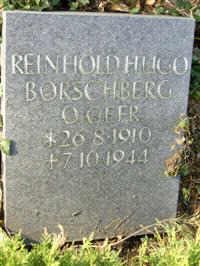 REINHOLD HUGO
BORSCHBERG
O GEFR
* 26·8·1910
+ 7·10·1944